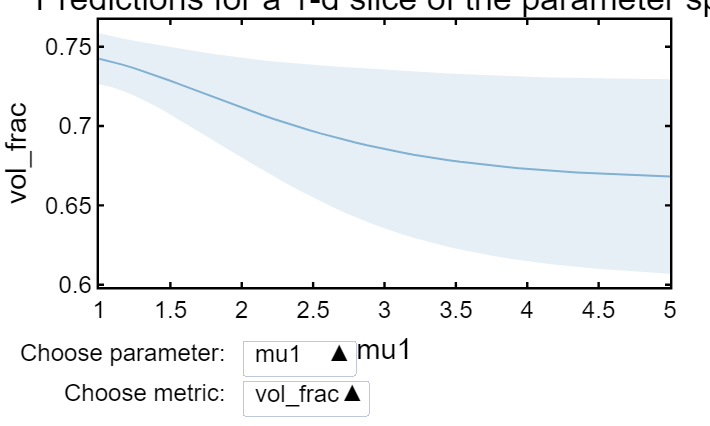 Predictions for a 1-d slice of the parameter sp
0.75
0.7
0.65
0.6
vol_frac
1 1.5 2 2.5 3 3.5 4 4.5 5
mu1
Choose parameter: mu1 ▲
Choose metric: vol_frac ▲